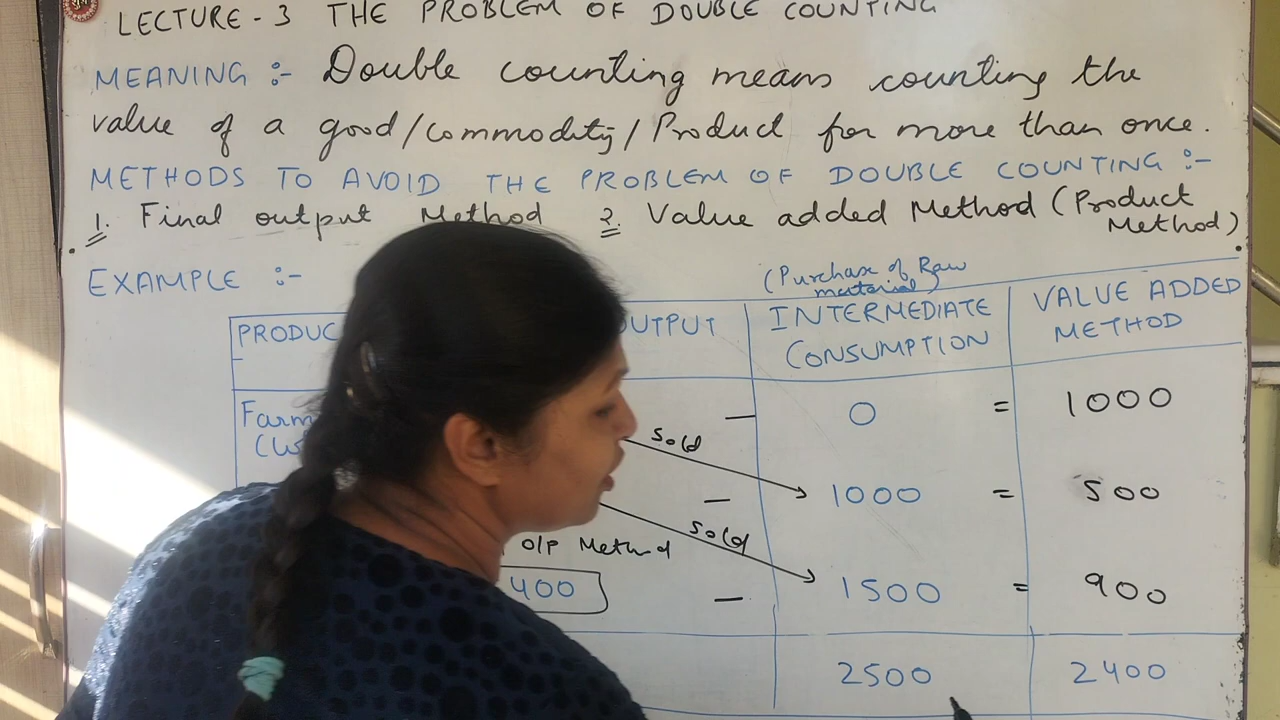 LECTURE - 3 THE PROBLEM OF DOUBLE COUNTING
MEANING :- Double counting means counting the
value of a good/commodity/Product for more than once.
METHODS TO AVOID THE PROBLEM OF DOUBLE COUNTING :-
1. Final output Method 2. Value added Method (Product
Method)
EXAMPLE :-
(Purchase of Raw
material)
INTERMEDIATE VALUE ADDED
CONSUMPTION METHOD
— 0 = 1000
sold
— 1000 = 500
sold
O/P Method
400 — 1500 = 900
2500 2400